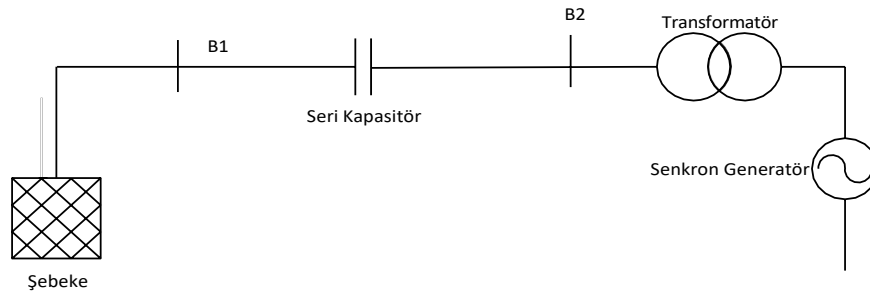 Transformatör
B1
B2
Seri Kapasitör
Senkron Generatör
Şebeke